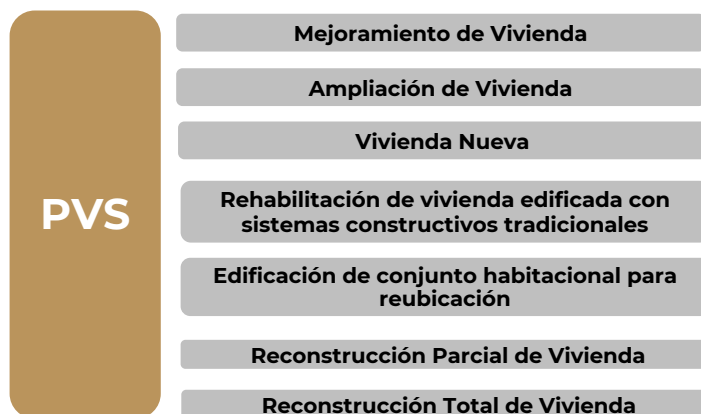 PVS
Mejoramiento de Vivienda
Ampliación de Vivienda
Vivienda Nueva
Rehabilitación de vivienda edificada con
sistemas constructivos tradicionales
Edificación de conjunto habitacional para
reubicación
Reconstrucción Parcial de Vivienda
Reconstrucción Total de Vivienda